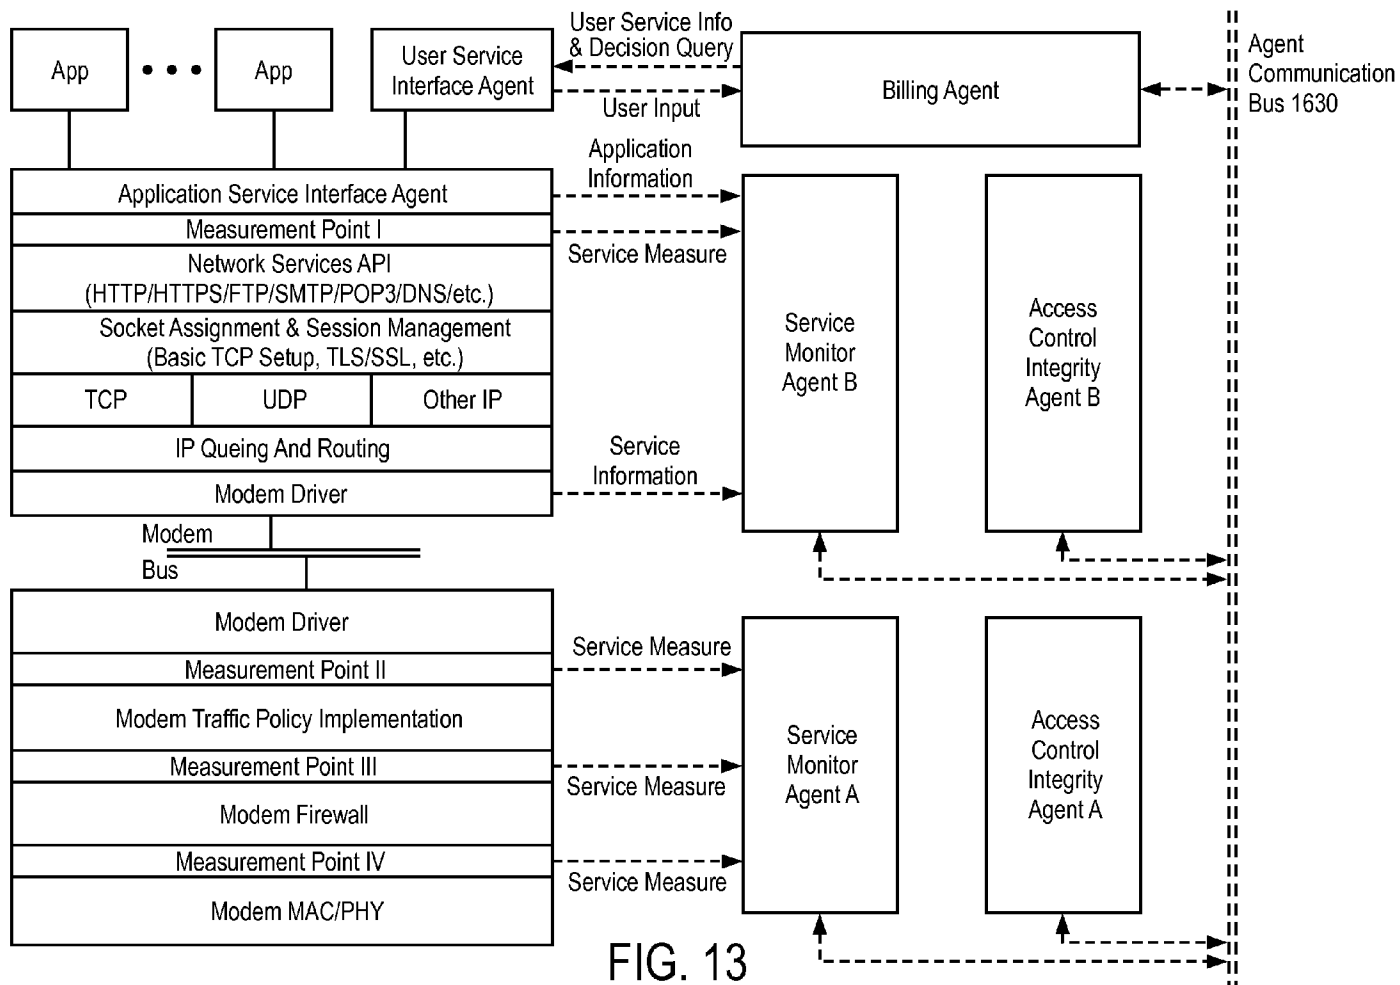 App
App
User Service
Interface Agent
User Service Info
& Decision Query
User Input
Billing Agent
Agent
Communication
Bus 1630
Application
Information
Application Service Interface Agent
Measurement Point I
Service Measure
Network Services API
(HTTP/HTTPS/FTP/SMTP/POP3/DNS/etc.)
Socket Assignment & Session Management
(Basic TCP Setup, TLS/SSL, etc.)
TCP
UDP
Other IP
IP Queing And Routing
Modem Driver
Service
Information
Service
Monitor
Agent B
Access
Control
Integrity
Agent B
Modem
Bus
Modem Driver
Measurement Point II
Modem Traffic Policy Implementation
Measurement Point III
Modem Firewall
Measurement Point IV
Modem MAC/PHY
Service Measure
Service Measure
Service Measure
Service
Monitor
Agent A
Access
Control
Integrity
Agent A
FIG. 13